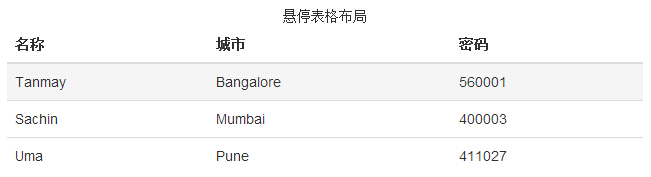 悬停表格布局
名称 城市 密码
Tanmay Bangalore 560001
Sachin Mumbai 400003
Uma Pune 411027